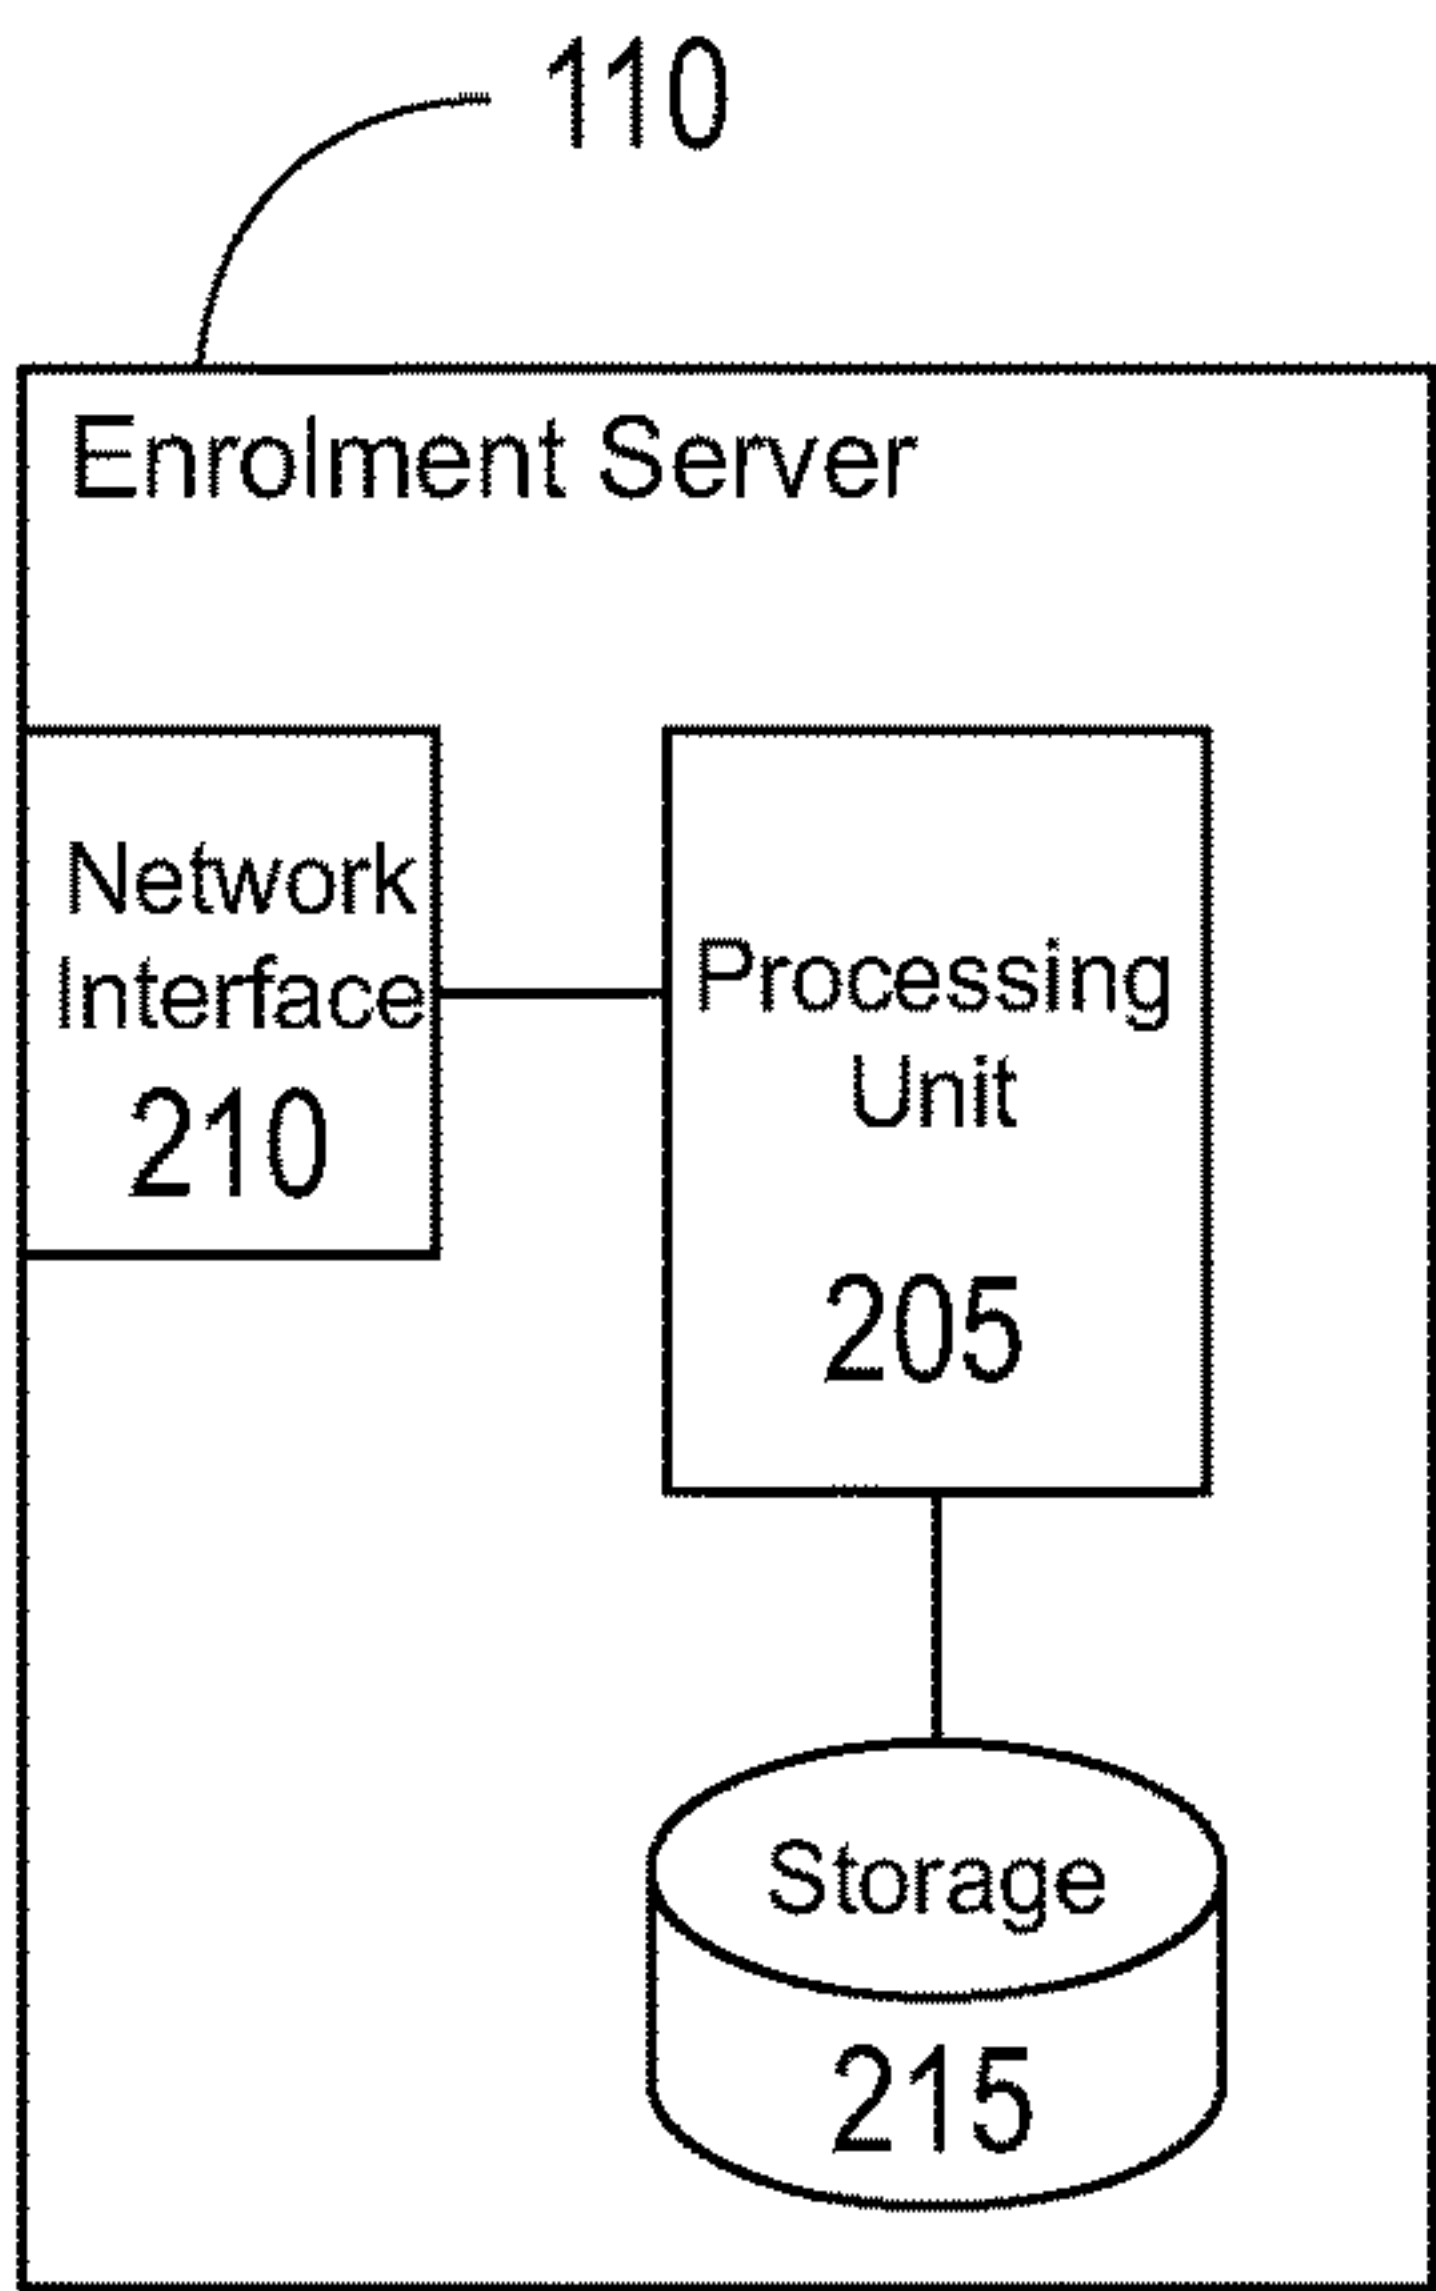 110
Enrolment Server
Network
Interface
210
Processing
Unit
205
Storage
215